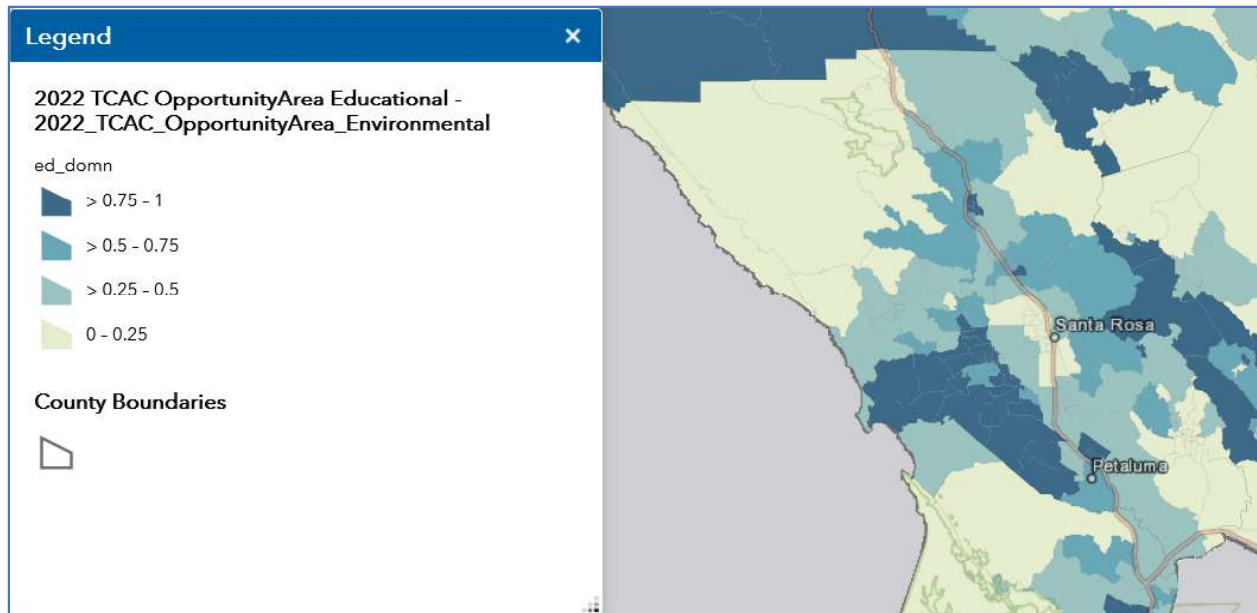 Legend
2022 TCAC OpportunityArea Educational -
2022_TCAC_OpportunityArea_Environmental
ed_domn
> 0.75 - 1
> 0.5 - 0.75
> 0.25 - 0.5
0 - 0.25
County Boundaries
Santa Rosa
Petaluma